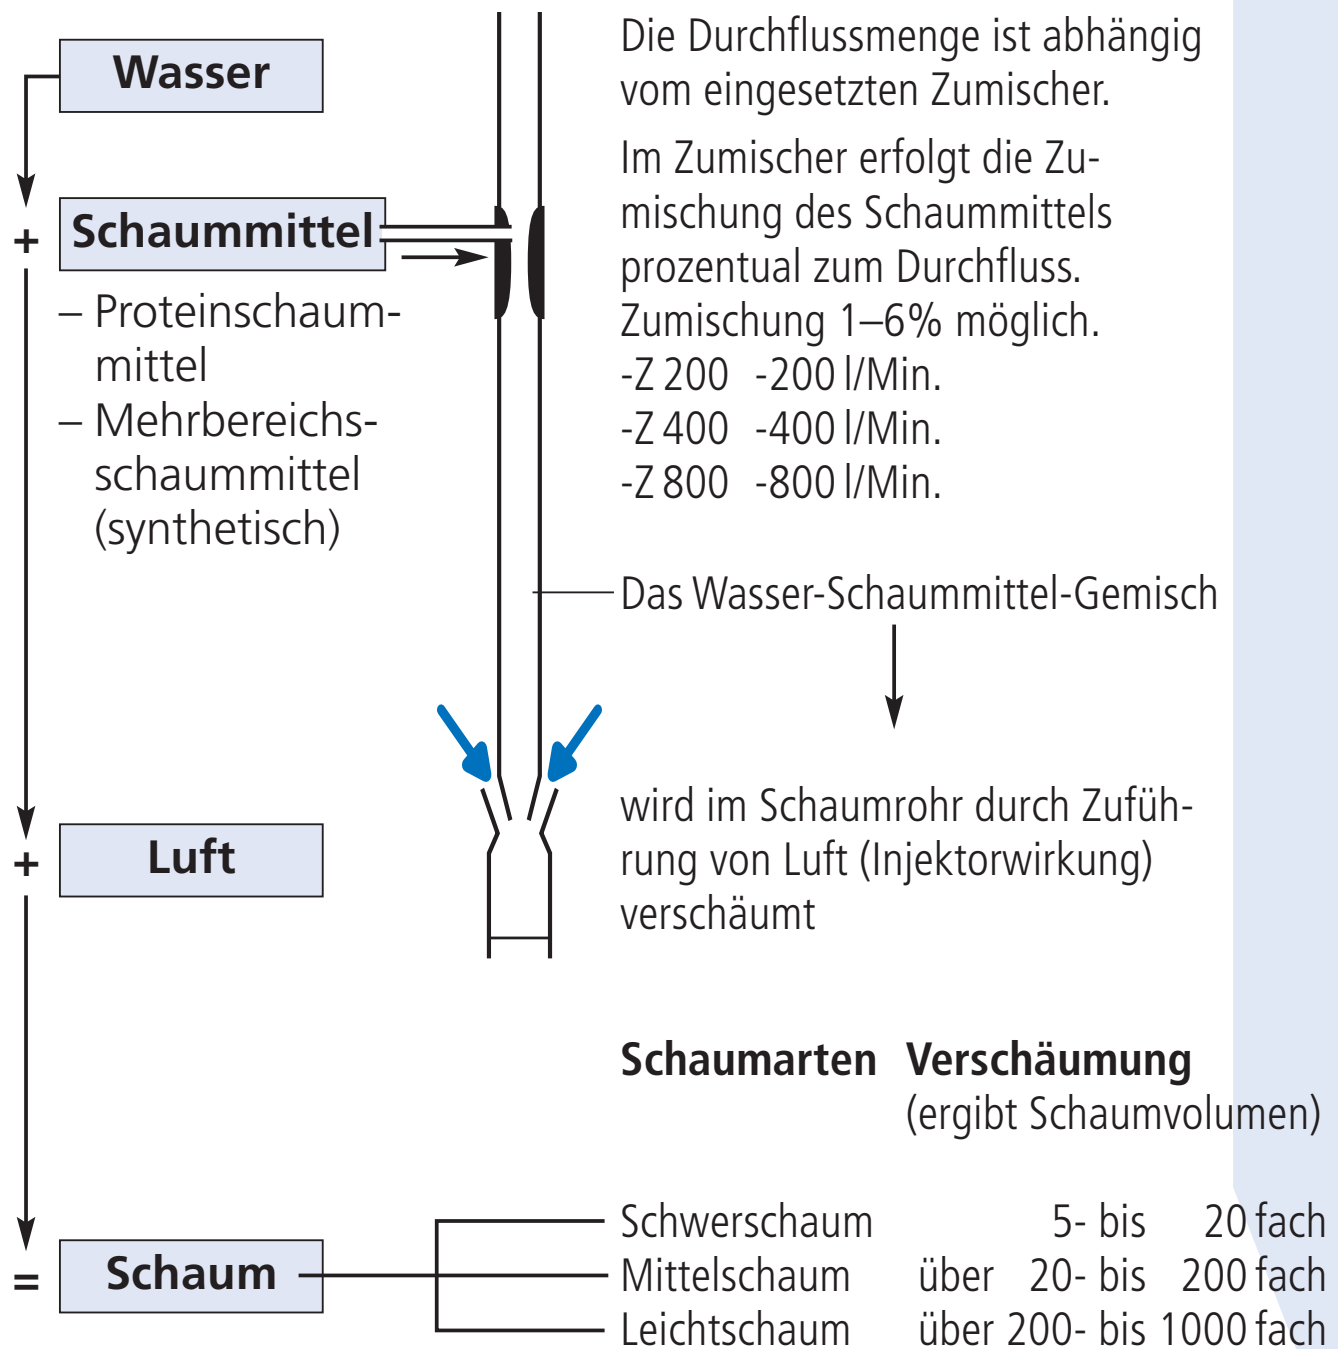 Wasser
+ Schaummittel
– Proteinschaum-
mittel
– Mehrbereichs-
schaummittel
(synthetisch)
+ Luft
= Schaum
Die Durchflussmenge ist abhängig
vom eingesetzten Zumischer.
Im Zumischer erfolgt die Zu-
mischung des Schaummittels
prozentual zum Durchfluss.
Zumischung 1–6% möglich.
-Z 200 -200 l/Min.
-Z 400 -400 l/Min.
-Z 800 -800 l/Min.
Das Wasser-Schaummittel-Gemisch
wird im Schaumrohr durch Zufüh-
rung von Luft (Injektorwirkung)
verschäumt
Schaumarten Verschäumung
(ergibt Schaumvolumen)
Schwerschaum 5- bis 20 fach
Mittelschaum über 20- bis 200 fach
Leichtschaum über 200- bis 1000 fach